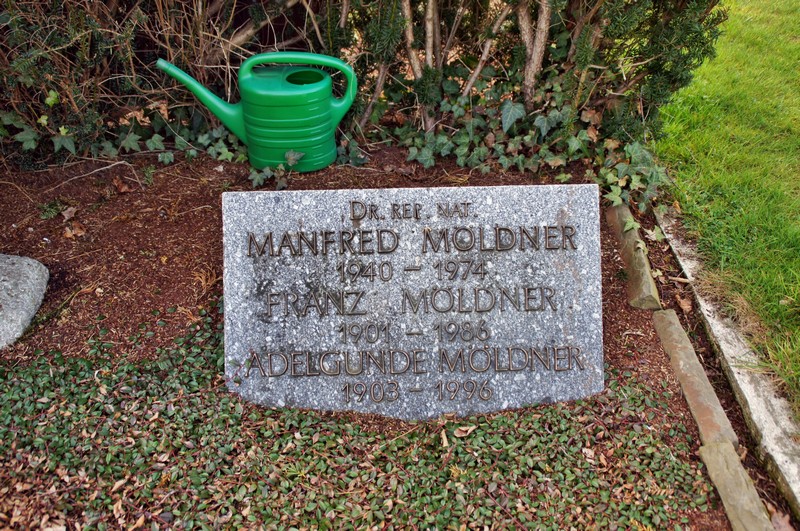 DR. RER. NAT.
MANFRED MÖLDNER
1940 – 1974
FRANZ MÖLDNER
1901 – 1986
ADELGUNDE MÖLDNER
1903 – 1996